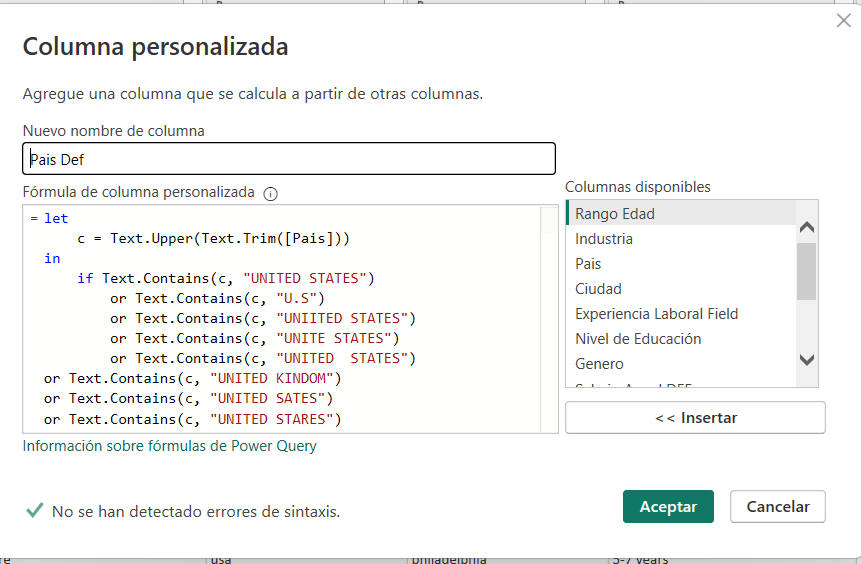 Columna personalizada
Agregue una columna que se calcula a partir de otras columnas.
Nuevo nombre de columna
Pais Def
Fórmula de columna personalizada
= let
c = Text.Upper(Text.Trim([Pais]))
in
if Text.Contains(c, "UNITED STATES")
or Text.Contains(c, "U.S")
or Text.Contains(c, "UNIITED STATES")
or Text.Contains(c, "UNITE STATES")
or Text.Contains(c, "UNITED  STATES")
or Text.Contains(c, "UNITED KINDOM")
or Text.Contains(c, "UNITED SATES")
or Text.Contains(c, "UNITED STARES")
Columnas disponibles
Rango Edad
Industria
Pais
Ciudad
Experiencia Laboral Field
Nivel de Educación
Genero
<< Insertar
Información sobre fórmulas de Power Query
No se han detectado errores de sintaxis.
Aceptar
Cancelar
usa
philadelphia
5-7 years